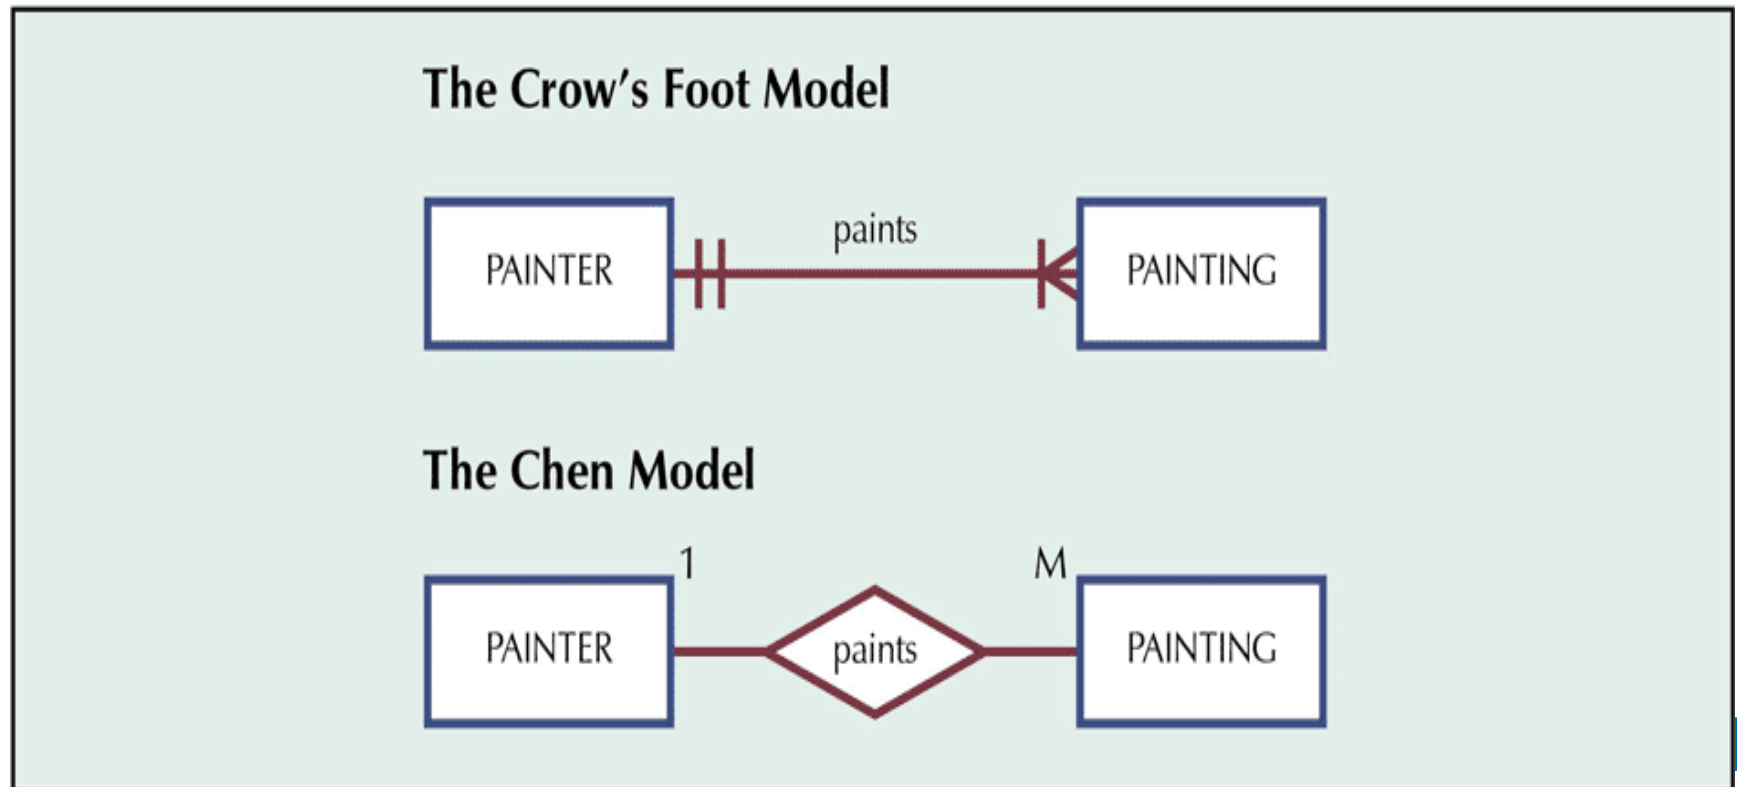 The Crow’s Foot Model
paints
PAINTER
PAINTING
The Chen Model
1
M
PAINTER
paints
PAINTING